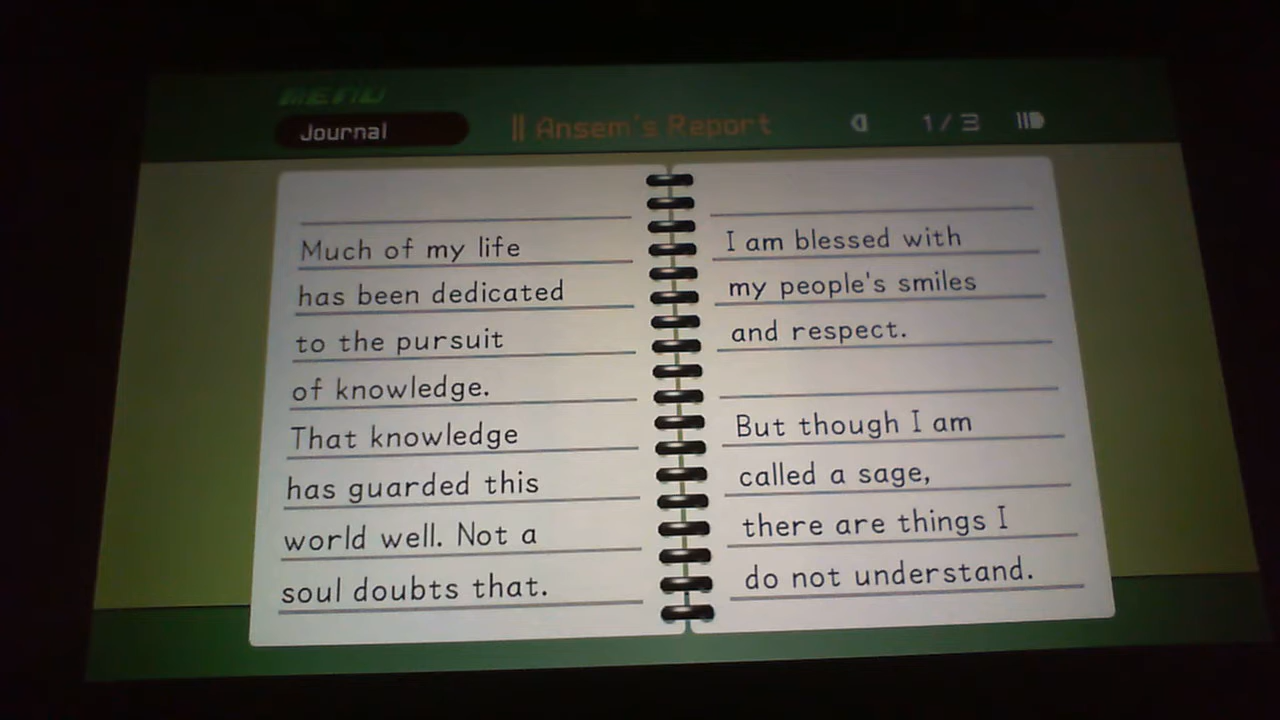 MENU
Journal
Ansem's Report
1/3
Much of my life
has been dedicated
to the pursuit
of knowledge.
That knowledge
has guarded this
world well. Not a
soul doubts that.
I am blessed with
my people's smiles
and respect.
But though I am
called a sage,
there are things I
do not understand.